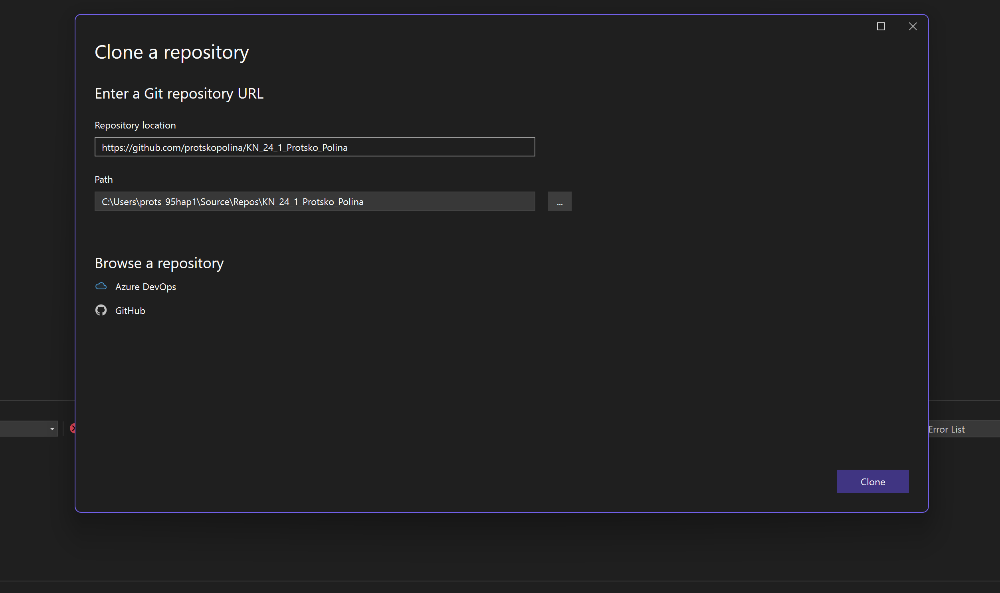 Clone a repository
Enter a Git repository URL
Repository location
https://github.com/protskopolina/KN_24_1_Protsko_Polina
Path
C:\Users\prots_95hap1\Source\Repos\KN_24_1_Protsko_Polina
...
Browse a repository
Azure DevOps
GitHub
Error List
Clone